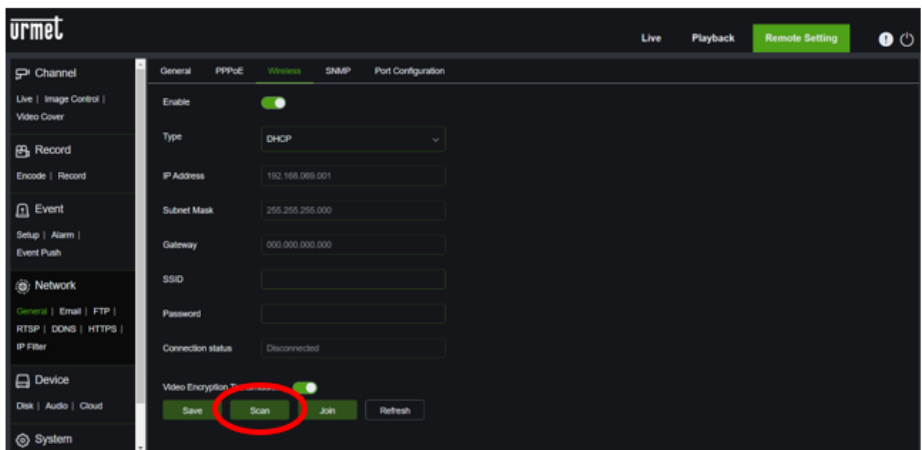 urmet
Live Playback Remote Setting
Channel
Live | Image Control |
Video Cover
Record
Encode | Record
Event
Setup | Alarm |
Event Push
Network
General | Email | FTP |
RTSP | DDNS | HTTPS |
IP Filter
Device
Disk | Audio | Cloud
System
General PPPoE Wireless SNMP Port Configuration
Enable
Type DHCP
IP Address 192.168.069.001
Subnet Mask 255.255.255.000
Gateway 000.000.000.000
SSID
Password
Connection status Disconnected
Video Encryption
Save Scan Join Refresh